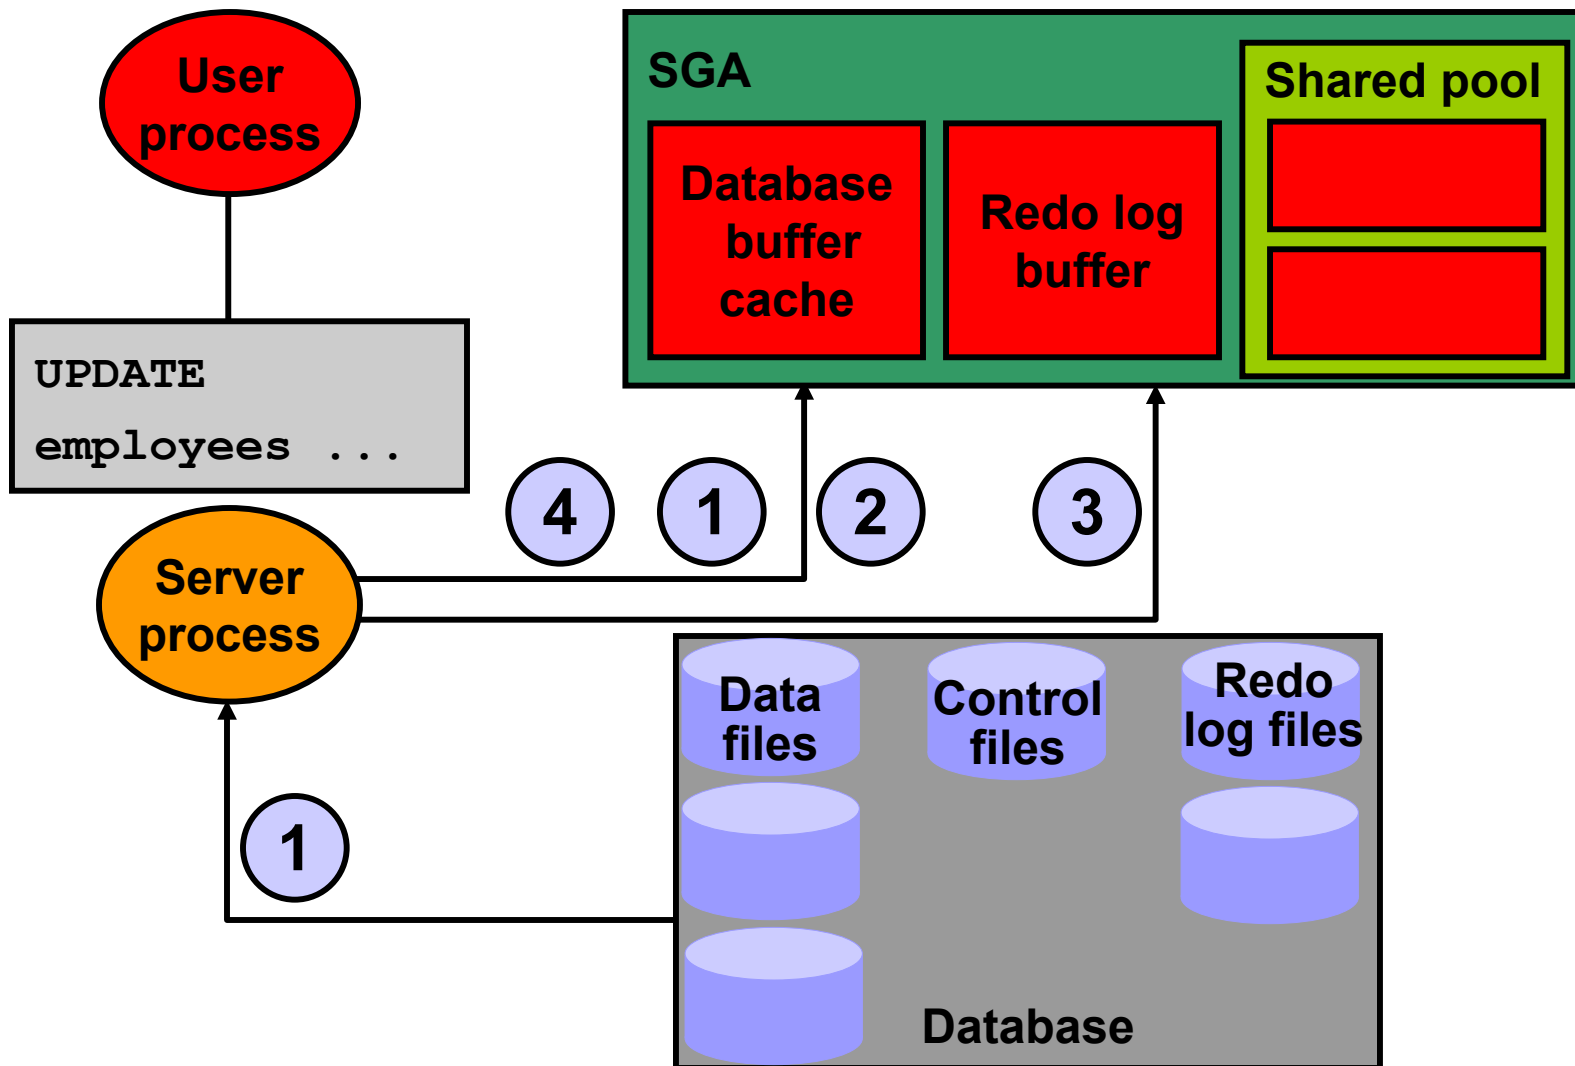 User
process
UPDATE
employees ...
SGA
Database
buffer
cache
Redo log
buffer
Shared pool
4
1
2
3
Server
process
1
Data
files
Control
files
Redo
log files
Database